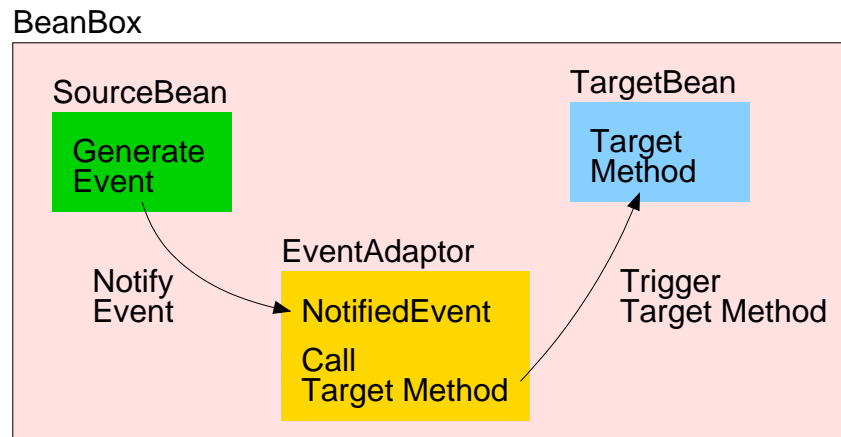 BeanBox
SourceBean
Generate
Event
TargetBean
Target
Method
Notify
Event
EventAdaptor
NotifiedEvent
Call
Target Method
Trigger
Target Method